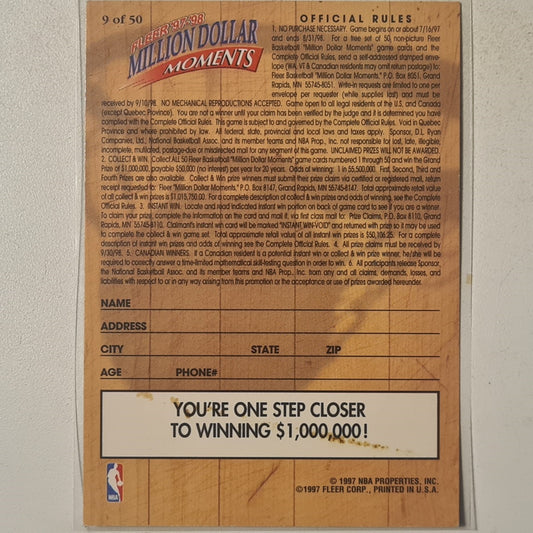 9 of 50
FLEER '97-'98
MILLION DOLLAR
MOMENTS
OFFICIAL RULES
1. NO PURCHASE NECESSARY. Game begins on or about 7/16/97
and ends 8/31/98. For a free set of 50, non-picture Fleer
Basketball "Million Dollar Moments" game cards and the
Complete Official Rules, send a self-addressed stamped
envelope (WA, VT & Canadian residents may omit return postage) to:
Fleer Basketball "Million Dollar Moments," P.O. Box 8051, Grand
Rapids, MN 55745-8051. Write-in requests are limited to one per
envelope per requester (while supplies last) and must be
received by 9/10/98. NO MECHANICAL REPRODUCTIONS ACCEPTED. Game open to all legal residents of the U.S. and Canada
(except Quebec Province). You are not a winner until your claim has been verified by the judge and it is determined you have
complied with the Complete Official Rules. This game is subject to and governed by the Complete Official Rules. Void in Quebec
Province and where prohibited by law. All federal, state, provincial and local laws and taxes apply. Sponsor, D.L. Ryan
Companies, Ltd., National Basketball Assoc. and its member teams and NBA Prop., Inc. not responsible for lost, late, illegible,
incomplete, mutilated, postage-due or misdirected mail for any segment of this game. UNCLAIMED PRIZES WILL NOT BE AWARDED.
2. COLLECT & WIN. Collect ALL 50 Fleer Basketball "Million Dollar Moments" game cards numbered 1 through 50 and win the Grand
Prize of $1,000,000, payable $50,000 (no interest) per year for 20 years. Odds of winning: 1 in 55,500,000. First, Second, Third and
Fourth Prizes are also available. Collect & Win prize winners must submit their prize claim via certified or registered mail, return
receipt requested to: Fleer "Million Dollar Moments," P.O. Box 8147, Grand Rapids, MN 55745-8147. Total approximate retail value
of all collect & win prizes is $1,015,750.00. For a complete description of collect & win prizes and odds of winning, see the Complete
Official Rules. 3. INSTANT WIN. Locate and read indicated instant win portion on back of game card to see if you are a winner. To
claim your prize, complete the information on the card and mail it, via first class mail to: Prize Claims, P.O. Box 8110, Grand
Rapids, MN 55745-8110. Claimant's instant win card will be marked "INSTANT WIN-VOID" and returned with prize so it may be used
to complete the collect & win game set. Total approximate retail value of all instant win prizes is $50,106.25. For a complete
description of instant win prizes and odds of winning see the Complete Official Rules. 4. All prize claims must be received by
9/30/98. 5. CANADIAN WINNERS. If a Canadian resident is a potential instant win or collect & win prize winner, he/she will be
required to correctly answer a time-limited mathematical skill-testing question in order to win. 6. All participants release Sponsor,
the National Basketball Assoc. and its member teams and NBA Prop., Inc. from any and all claims, demands, losses, and
liabilities with respect to or in any way arising from this promotion or the acceptance or use of prizes awarded hereunder.
NAME
ADDRESS
CITY STATE ZIP
AGE PHONE#
YOU'RE ONE STEP CLOSER
TO WINNING $1,000,000!
NBA
© 1997 NBA PROPERTIES, INC.
©1997 FLEER CORP., PRINTED IN U.S.A.